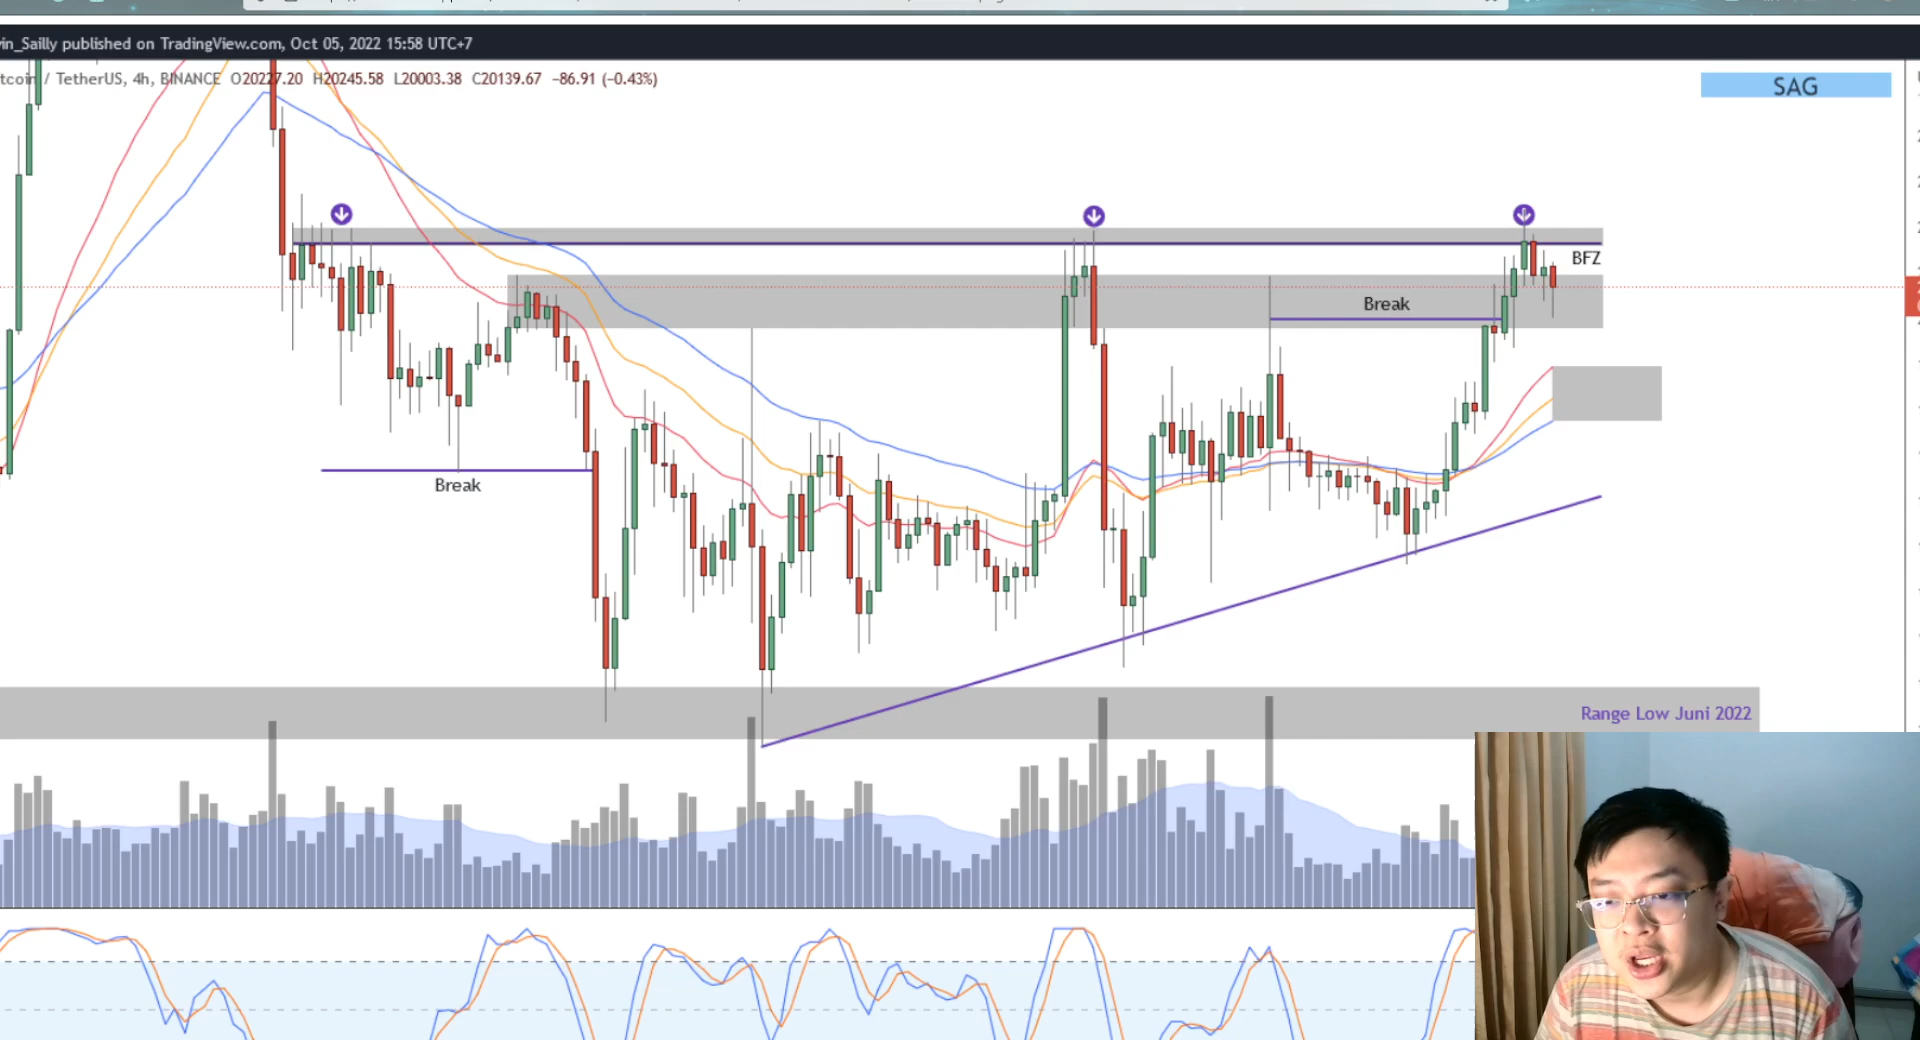 vin_Sailly published on TradingView.com, Oct 05, 2022 15:58 UTC+7
tcoin / TetherUS, 4h, BINANCE O20227.20 H20245.58 L20003.38 C20139.67 −86.91 (−0.43%)
SAG
BFZ
Break
Break
Range Low Juni 2022